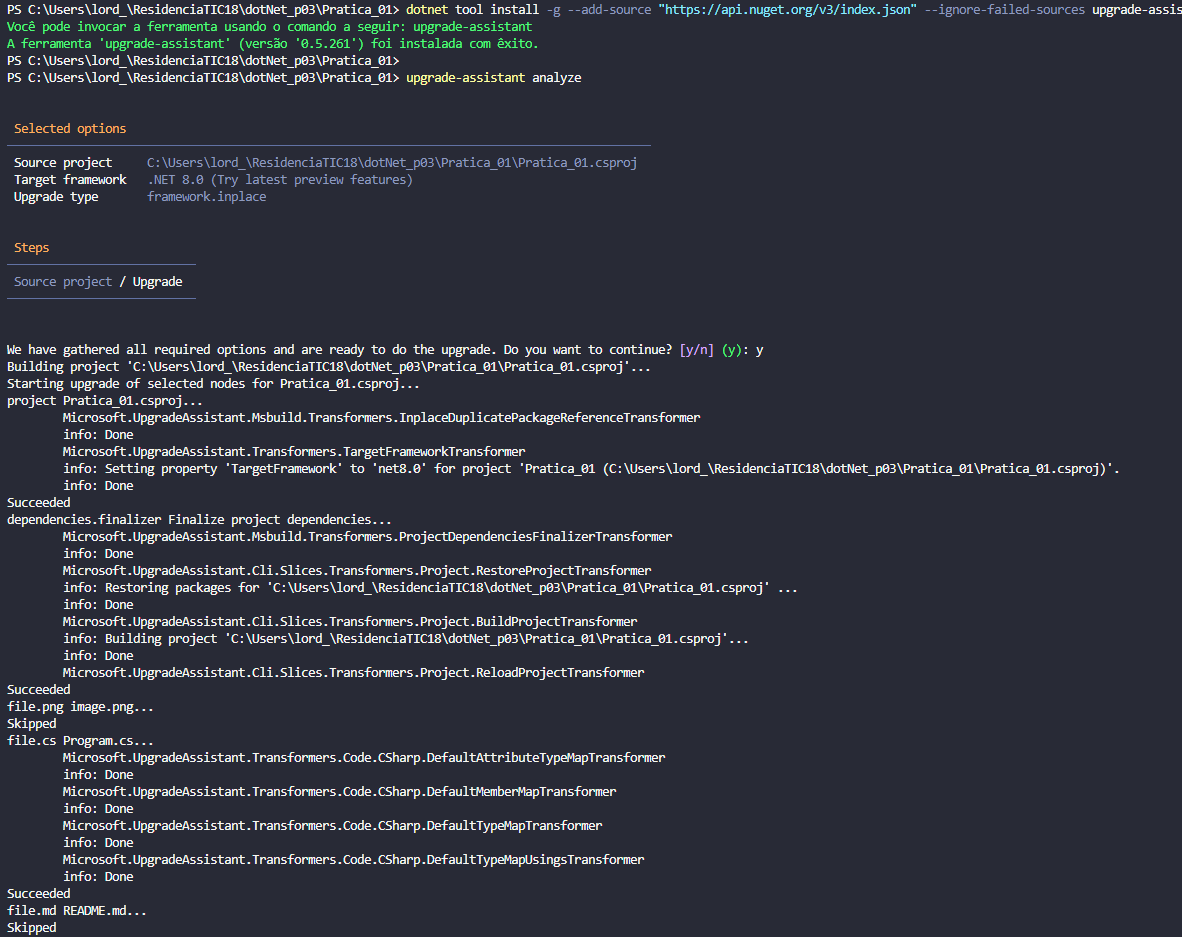 PS C:\Users\lord_\ResidenciaTIC18\dotNet_p03\Pratica_01> dotnet tool install -g --add-source "https://api.nuget.org/v3/index.json" --ignore-failed-sources upgrade-assis
Você pode invocar a ferramenta usando o comando a seguir: upgrade-assistant
A ferramenta 'upgrade-assistant' (versão '0.5.261') foi instalada com êxito.
PS C:\Users\lord_\ResidenciaTIC18\dotNet_p03\Pratica_01>
PS C:\Users\lord_\ResidenciaTIC18\dotNet_p03\Pratica_01> upgrade-assistant analyze
Selected options
Source project C:\Users\lord_\ResidenciaTIC18\dotNet_p03\Pratica_01\Pratica_01.csproj
Target framework .NET 8.0 (Try latest preview features)
Upgrade type framework.inplace
Steps
Source project / Upgrade
We have gathered all required options and are ready to do the upgrade. Do you want to continue? [y/n] (y): y
Building project 'C:\Users\lord_\ResidenciaTIC18\dotNet_p03\Pratica_01\Pratica_01.csproj'...
Starting upgrade of selected nodes for Pratica_01.csproj...
project Pratica_01.csproj...
Microsoft.UpgradeAssistant.Msbuild.Transformers.InplaceDuplicatePackageReferenceTransformer
info: Done
Microsoft.UpgradeAssistant.Transformers.TargetFrameworkTransformer
info: Setting property 'TargetFramework' to 'net8.0' for project 'Pratica_01 (C:\Users\lord_\ResidenciaTIC18\dotNet_p03\Pratica_01\Pratica_01.csproj)'.
info: Done
Succeeded
dependencies.finalizer Finalize project dependencies...
Microsoft.UpgradeAssistant.Msbuild.Transformers.ProjectDependenciesFinalizerTransformer
info: Done
Microsoft.UpgradeAssistant.Cli.Slices.Transformers.Project.RestoreProjectTransformer
info: Restoring packages for 'C:\Users\lord_\ResidenciaTIC18\dotNet_p03\Pratica_01\Pratica_01.csproj' ...
info: Done
Microsoft.UpgradeAssistant.Cli.Slices.Transformers.Project.BuildProjectTransformer
info: Building project 'C:\Users\lord_\ResidenciaTIC18\dotNet_p03\Pratica_01\Pratica_01.csproj'...
info: Done
Microsoft.UpgradeAssistant.Cli.Slices.Transformers.Project.ReloadProjectTransformer
Succeeded
file.png image.png...
Skipped
file.cs Program.cs...
Microsoft.UpgradeAssistant.Transformers.Code.CSharp.DefaultAttributeTypeMapTransformer
info: Done
Microsoft.UpgradeAssistant.Transformers.Code.CSharp.DefaultMemberMapTransformer
info: Done
Microsoft.UpgradeAssistant.Transformers.Code.CSharp.DefaultTypeMapTransformer
info: Done
Microsoft.UpgradeAssistant.Transformers.Code.CSharp.DefaultTypeMapUsingsTransformer
info: Done
Succeeded
file.md README.md...
Skipped